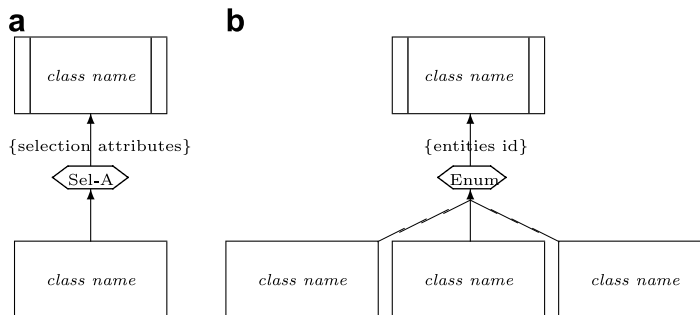 a
b
class name
class name
{selection attributes}
{entities id}
Sel-A
Enum
class name
class name
class name
class name